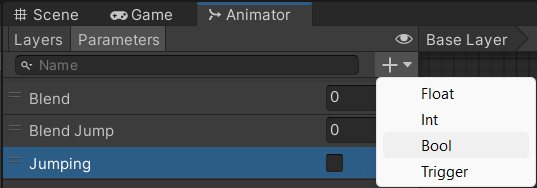 Scene Game Animator
Layers Parameters Base Layer
Name
Float
Blend 0
Int
Blend Jump 0
Bool
Jumping
Trigger